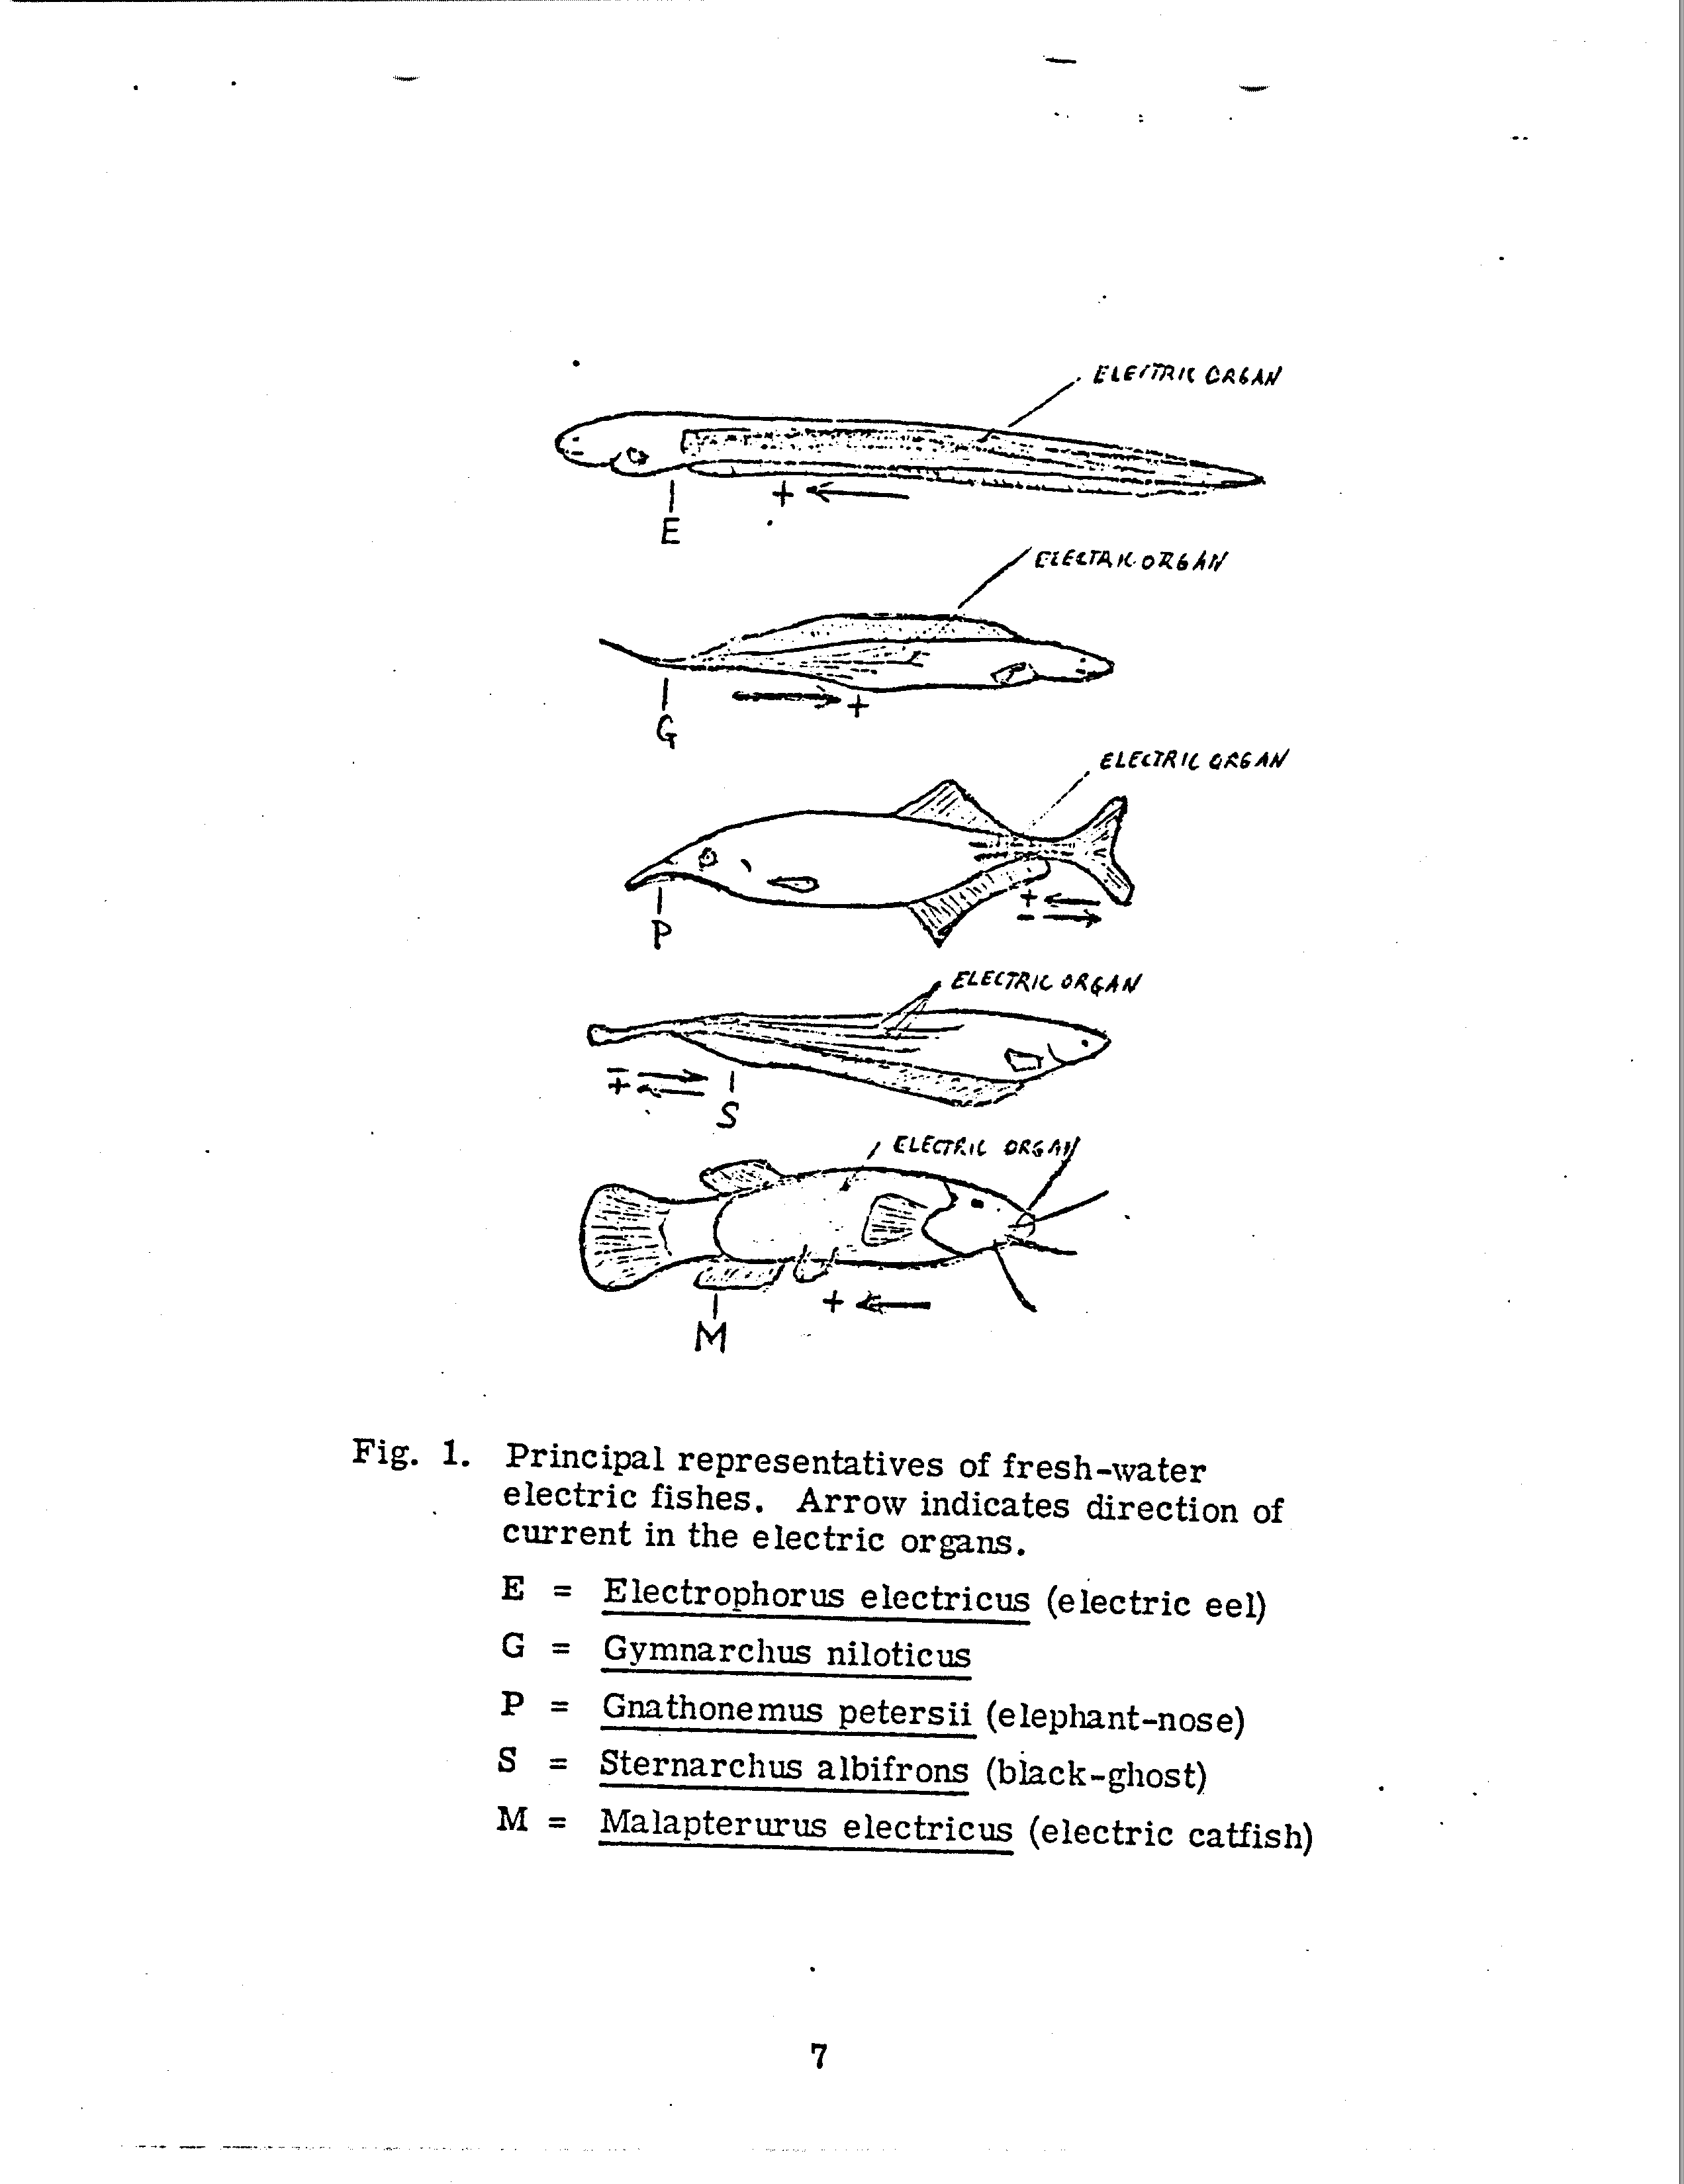 ELECTRIC ORGAN
+
E
ELECTRIC ORGAN
+
G
ELECTRIC ORGAN
+
-
P
ELECTRIC ORGAN
-
+
S
ELECTRIC ORGAN
+
M
Fig. 1. Principal representatives of fresh-water
electric fishes. Arrow indicates direction of
current in the electric organs.
E = Electrophorus electricus (electric eel)
G = Gymnarchus niloticus
P = Gnathonemus petersii (elephant-nose)
S = Sternarchus albifrons (black-ghost)
M = Malapterurus electricus (electric catfish)
7